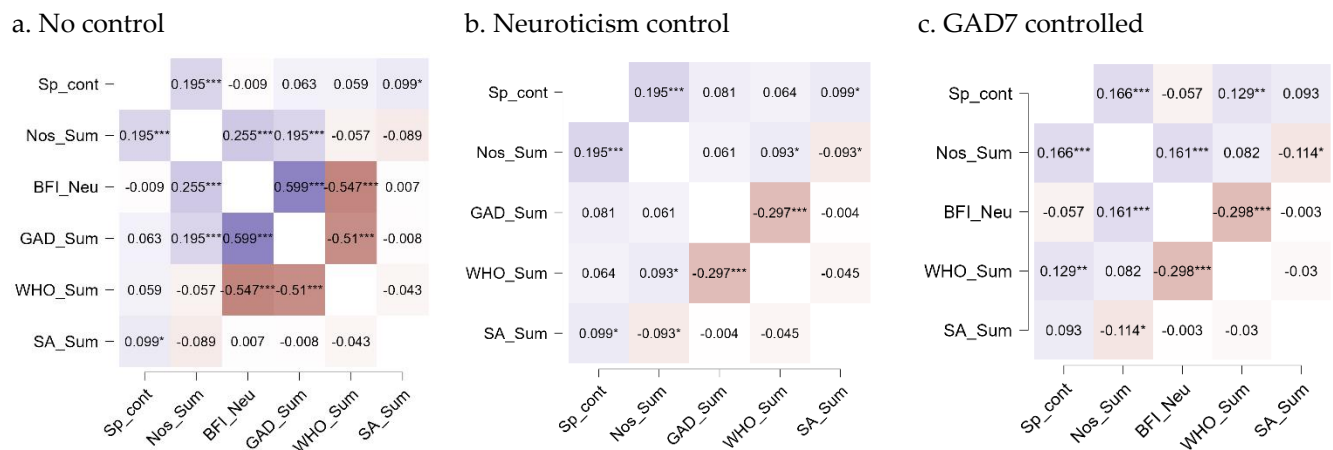 a. No control
Sp_cont 0.195*** -0.009 0.063 0.059 0.099*
Nos_Sum 0.195*** 0.255*** 0.195*** -0.057 -0.089
BFI_Neu -0.009 0.255*** 0.599*** -0.547*** 0.007
GAD_Sum 0.063 0.195*** 0.599*** -0.51*** -0.008
WHO_Sum 0.059 -0.057 -0.547*** -0.51*** -0.043
SA_Sum 0.099* -0.089 0.007 -0.008 -0.043
Sp_cont Nos_Sum BFI_Neu GAD_Sum WHO_Sum SA_Sum
b. Neuroticism control
Sp_cont 0.195*** 0.081 0.064 0.099*
Nos_Sum 0.195*** 0.061 0.093* -0.093*
GAD_Sum 0.081 0.061 -0.297*** -0.004
WHO_Sum 0.064 0.093* -0.297*** -0.045
SA_Sum 0.099* -0.093* -0.004 -0.045
Sp_cont Nos_Sum GAD_Sum WHO_Sum SA_Sum
c. GAD7 controlled
Sp_cont 0.166*** -0.057 0.129** 0.093
Nos_Sum 0.166*** 0.161*** 0.082 -0.114*
BFI_Neu -0.057 0.161*** -0.298*** -0.003
WHO_Sum 0.129** 0.082 -0.298*** -0.03
SA_Sum 0.093 -0.114* -0.003 -0.03
Sp_cont Nos_Sum BFI_Neu WHO_Sum SA_Sum